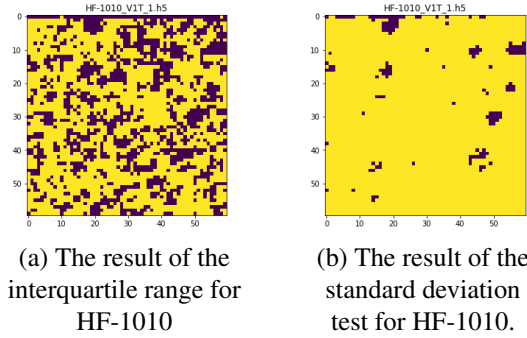 HF-1010_V1T_1.h5
0
10
20
30
40
50
0 10 20 30 40 50
(a) The result of the
interquartile range for
HF-1010
HF-1010_V1T_1.h5
0
10
20
30
40
50
0 10 20 30 40 50
(b) The result of the
standard deviation
test for HF-1010.